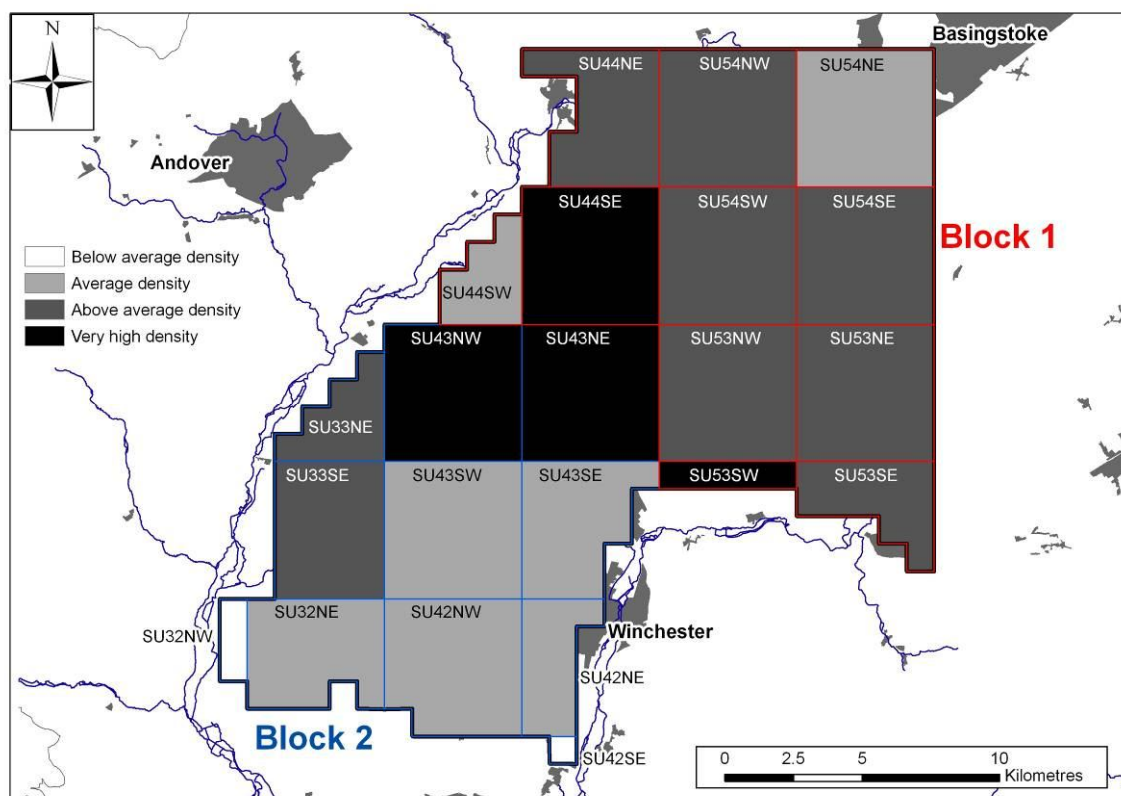 N
Basingstoke
SU44NE
SU54NW
SU54NE
Andover
SU44SE
SU54SW
SU54SE
Block 1
Below average density
Average density
Above average density
Very high density
SU44SW
SU43NW
SU43NE
SU53NW
SU53NE
SU33NE
SU33SE
SU43SW
SU43SE
SU53SW
SU53SE
SU32NW
SU32NE
SU42NW
Winchester
SU42NE
Block 2
SU42SE
0 2.5 5 10
Kilometres